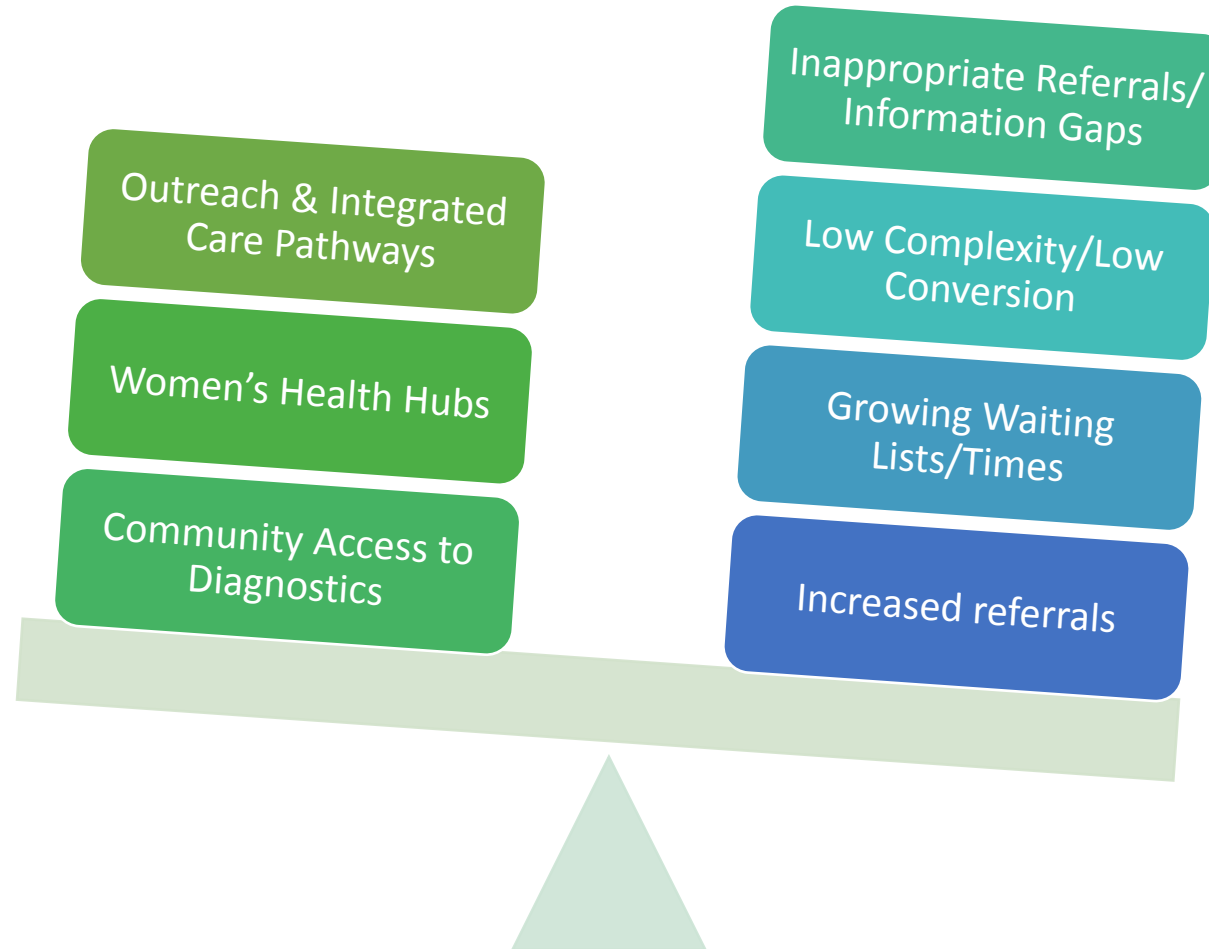 Outreach & Integrated
Care Pathways
Women’s Health Hubs
Community Access to
Diagnostics
Inappropriate Referrals/
Information Gaps
Low Complexity/Low
Conversion
Growing Waiting
Lists/Times
Increased referrals